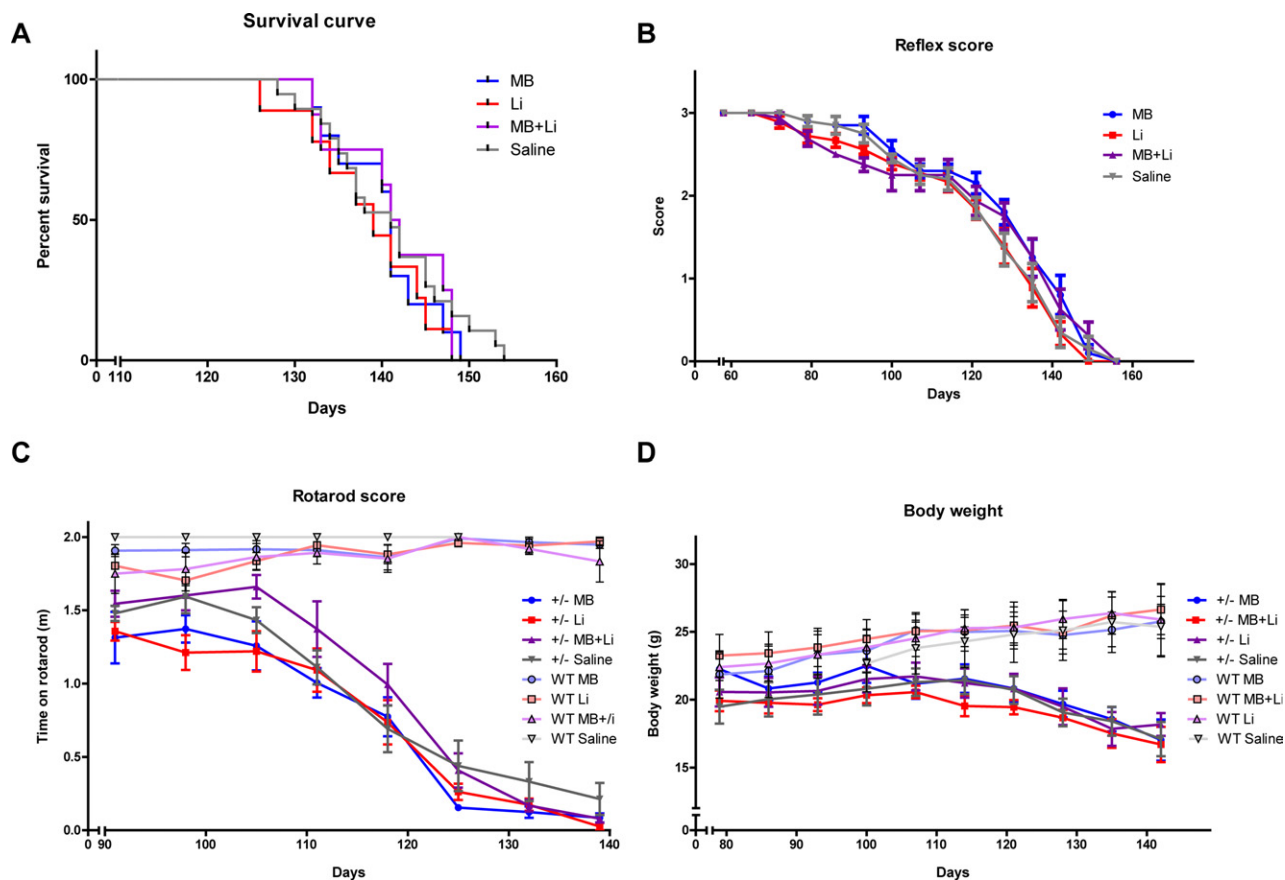 A
Survival curve
Percent survival
100
50
0
0 110 120 130 140 150 160
Days
MB
Li
MB+Li
Saline
B
Reflex score
Score
3
2
1
0
58 60 80 100 120 140 160
Days
MB
Li
MB+Li
Saline
C
Rotarod score
Time on rotarod (m)
2.0
1.5
1.0
0.5
0.0
0 90 100 110 120 130 140
Days
+/- MB
+/- Li
+/- MB+Li
+/- Saline
WT MB
WT Li
WT MB+/i
WT Saline
D
Body weight
Body weight (g)
30
25
20
15
0
0 80 90 100 110 120 130 140
Days
+/- MB
+/- MB+Li
+/- Li
+/- Saline
WT MB
WT MB+Li
WT Li
WT Saline